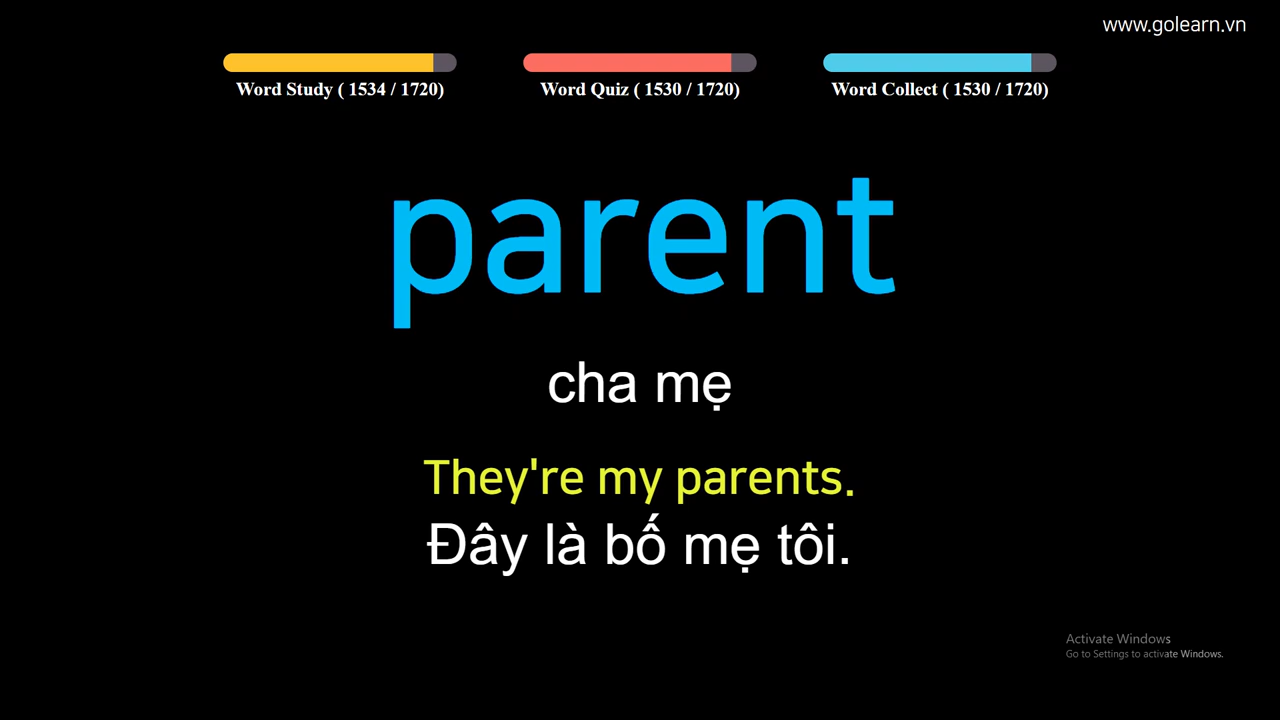 www.golearn.vn
Word Study ( 1534 / 1720)
Word Quiz ( 1530 / 1720)
Word Collect ( 1530 / 1720)
parent
cha mẹ
They're my parents.
Đây là bố mẹ tôi.
Activate Windows
Go to Settings to activate Windows.